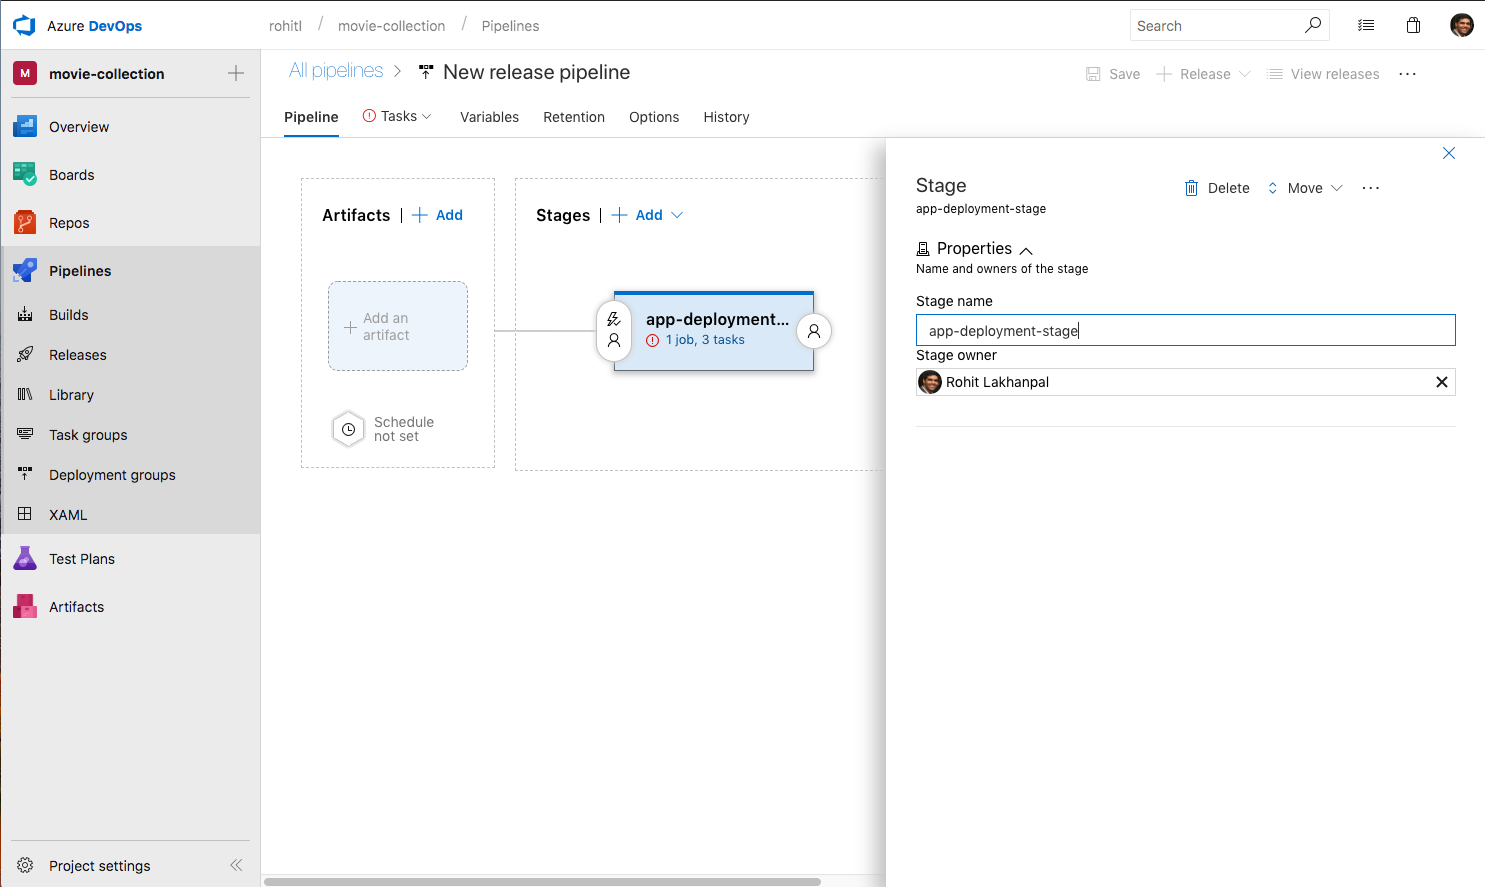 Azure DevOps
rohitl / movie-collection / Pipelines
Search
M movie-collection
Overview
Boards
Repos
Pipelines
Builds
Releases
Library
Task groups
Deployment groups
XAML
Test Plans
Artifacts
Project settings
All pipelines > New release pipeline
Save
Release
View releases
Pipeline
Tasks
Variables
Retention
Options
History
Artifacts | + Add
Add an
artifact
Schedule
not set
Stages | + Add
app-deployment...
1 job, 3 tasks
Stage
app-deployment-stage
Delete
Move
Properties
Name and owners of the stage
Stage name
app-deployment-stage
Stage owner
Rohit Lakhanpal